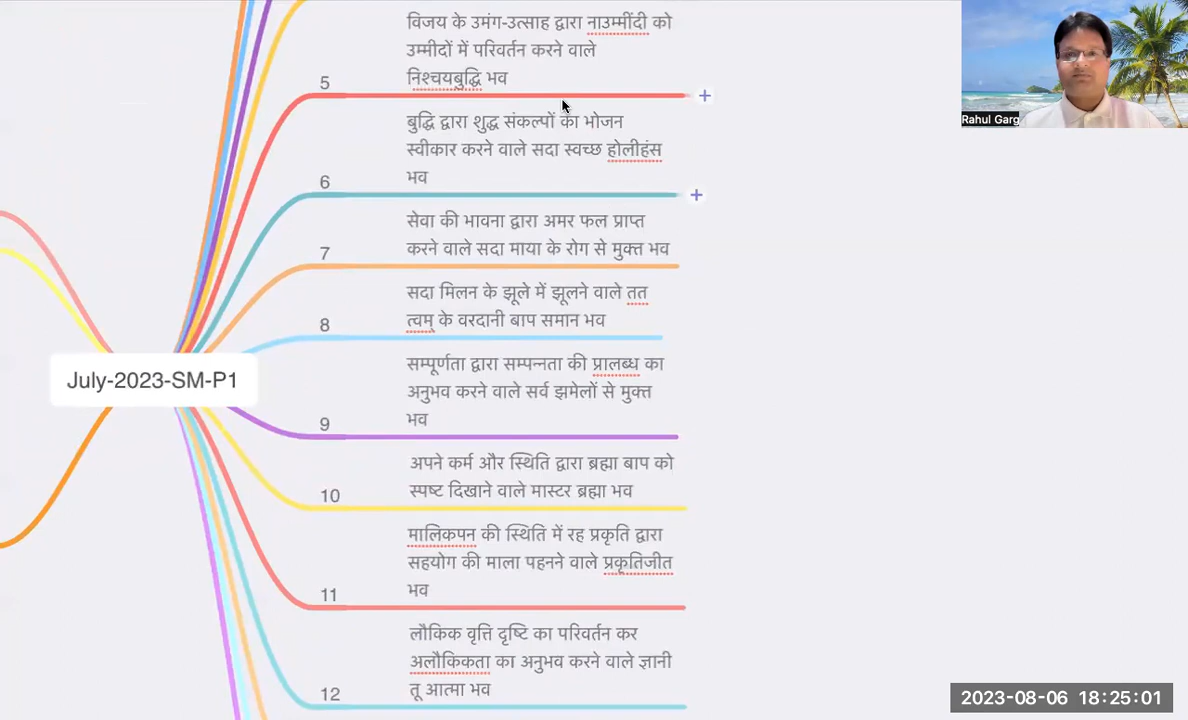 विजय के उमंग-उत्साह द्वारा नाउम्मींदी को
उम्मीदों में परिवर्तन करने वाले
निश्चयबुद्धि भव
5
बुद्धि द्वारा शुद्ध संकल्पों का भोजन
स्वीकार करने वाले सदा स्वच्छ होलीहंस
भव
6
सेवा की भावना द्वारा अमर फल प्राप्त
करने वाले सदा माया के रोग से मुक्त भव
7
सदा मिलन के झूले में झूलने वाले तत
त्वम् के वरदानी बाप समान भव
8
July-2023-SM-P1
सम्पूर्णता द्वारा सम्पन्नता की प्रालब्ध का
अनुभव करने वाले सर्व झमेलों से मुक्त
भव
9
अपने कर्म और स्थिति द्वारा ब्रह्मा बाप को
स्पष्ट दिखाने वाले मास्टर ब्रह्मा भव
10
मालिकपन की स्थिति में रह प्रकृति द्वारा
सहयोग की माला पहनने वाले प्रकृतिजीत
भव
11
लौकिक वृत्ति दृष्टि का परिवर्तन कर
अलौकिकता का अनुभव करने वाले ज्ञानी
तू आत्मा भव
12
Rahul Garg
2023-08-06 18:25:01